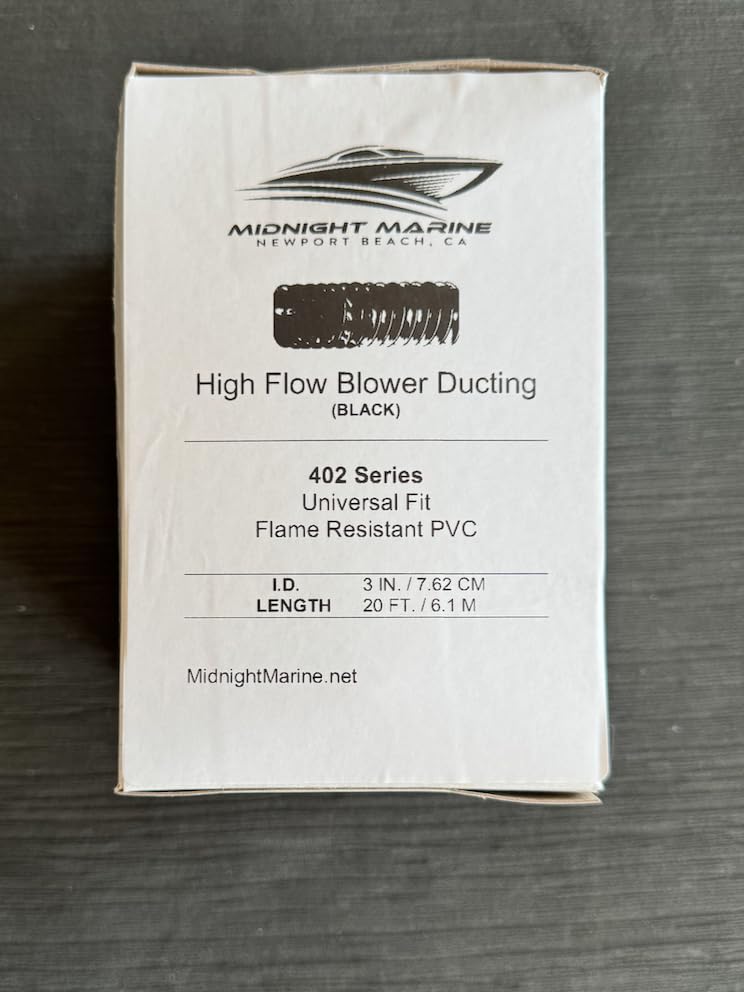 MIDNIGHT MARINE
NEWPORT BEACH, CA
High Flow Blower Ducting
(BLACK)
402 Series
Universal Fit
Flame Resistant PVC
I.D. 3 IN. / 7.62 CM
LENGTH 20 FT. / 6.1 M
MidnightMarine.net